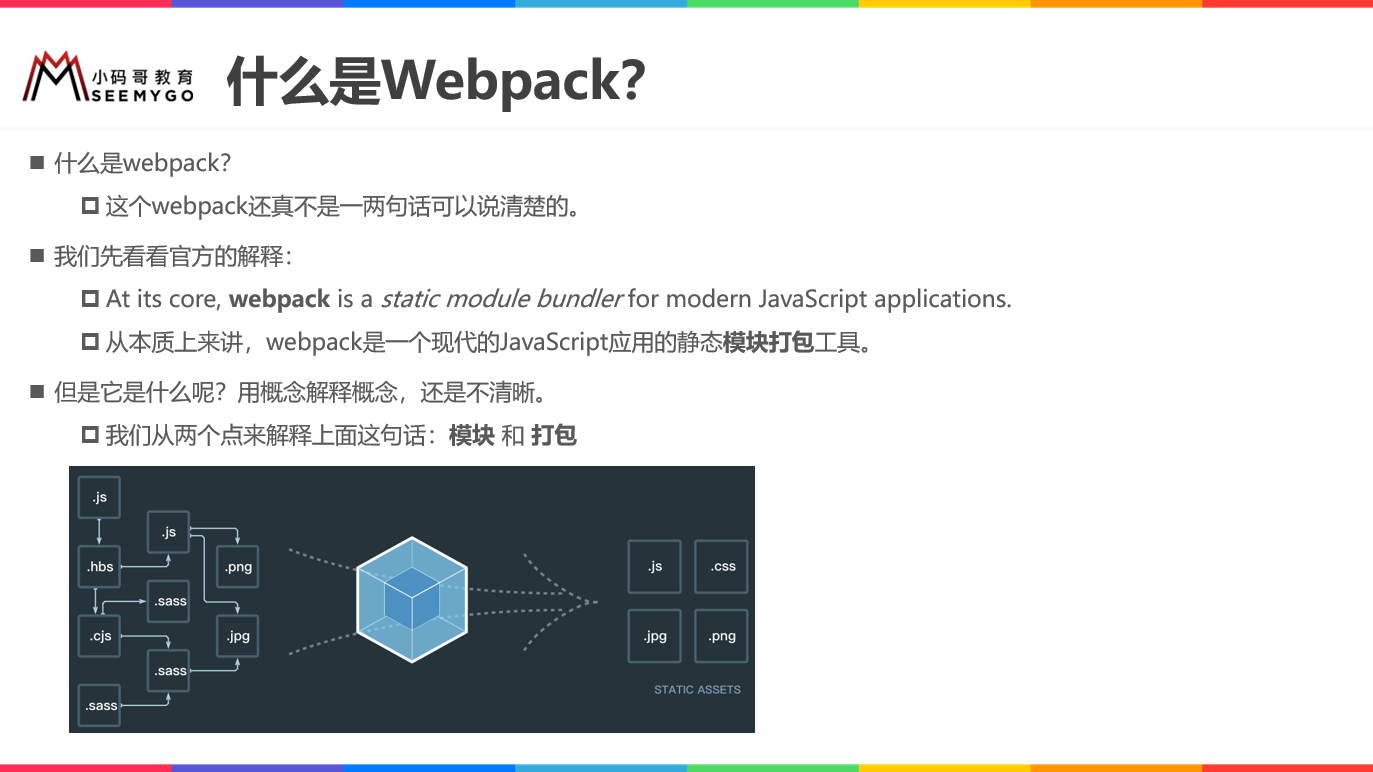 小码哥教育
SEEMYGO
什么是Webpack?
什么是webpack?
这个webpack还真不是一两句话可以说清楚的。
我们先看看官方的解释：
At its core, webpack is a static module bundler for modern JavaScript applications.
从本质上来讲，webpack是一个现代的JavaScript应用的静态模块打包工具。
但是它是什么呢？用概念解释概念，还是不清晰。
我们从两个点来解释上面这句话：模块 和 打包
.js
.js
.hbs
.png
.sass
.cjs
.jpg
.sass
.sass
.js
.css
.jpg
.png
STATIC ASSETS